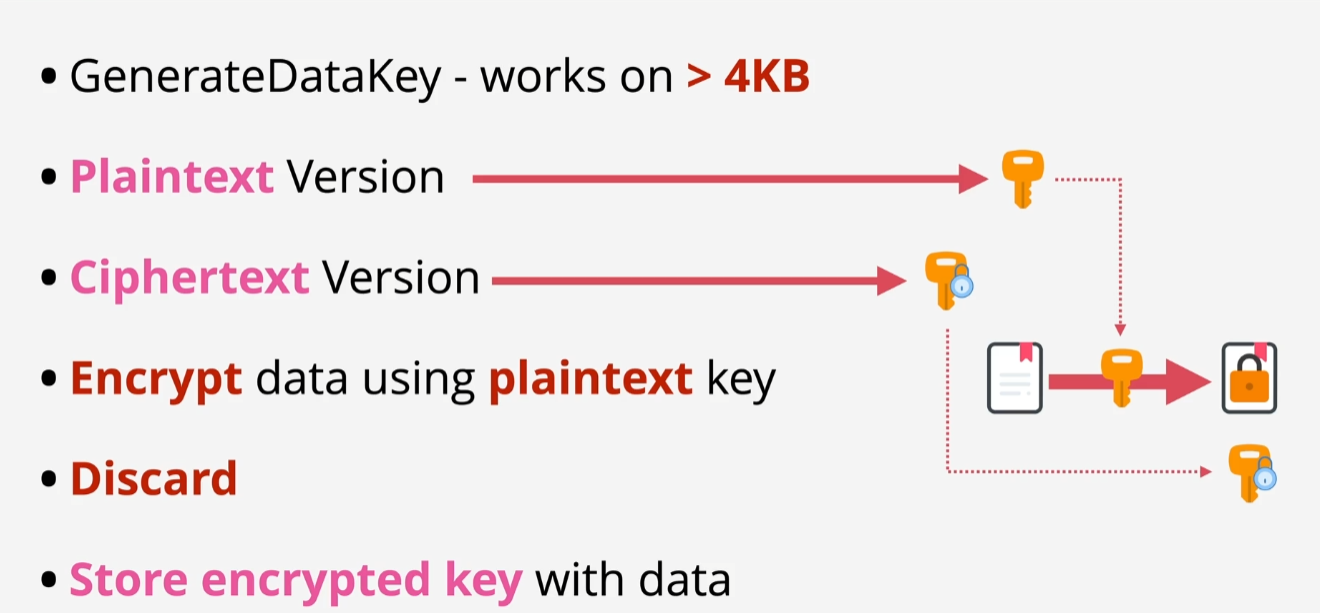 • GenerateDataKey - works on > 4KB
• Plaintext Version
• Ciphertext Version
• Encrypt data using plaintext key
• Discard
• Store encrypted key with data